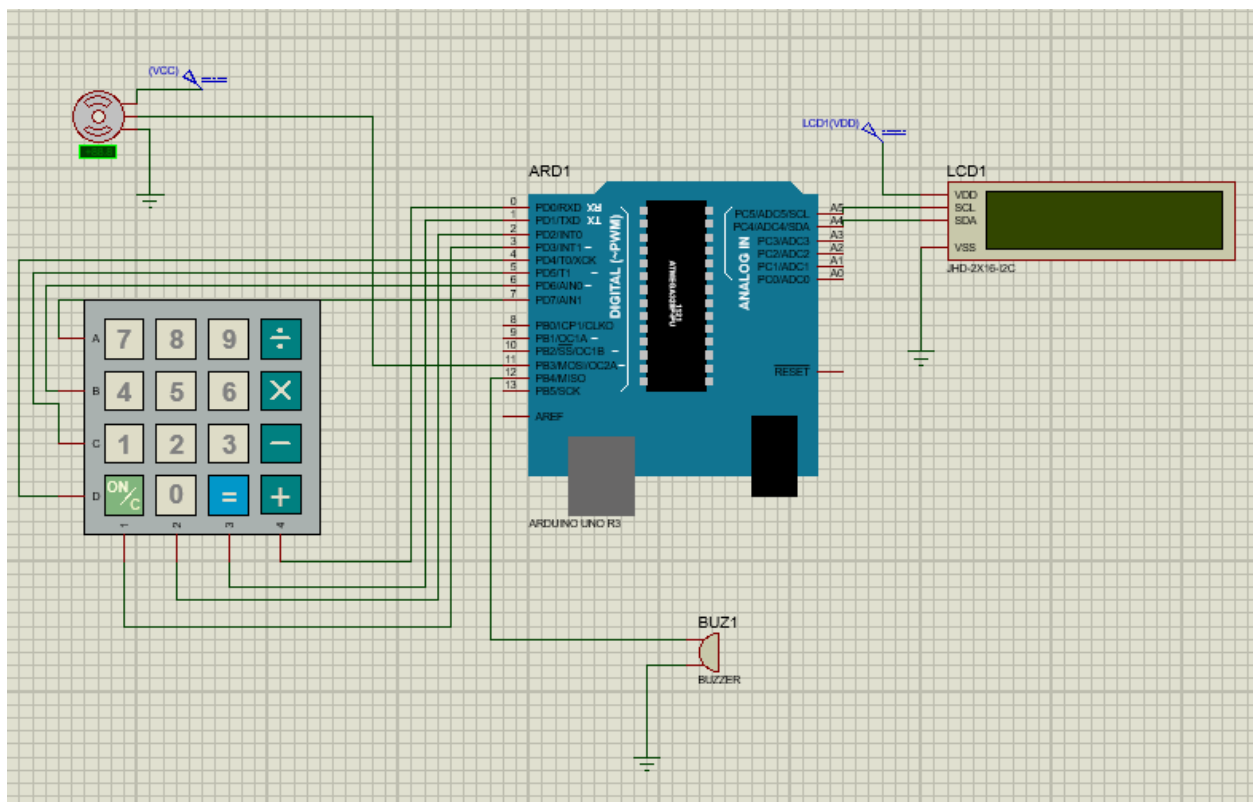 (VCC)
LCD1(VDD)
ARD1
LCD1
0
1
2
3
4
5
6
7
8
9
10
11
12
13
PD0/RXD
PD1/TXD
PD2/INT0
PD3/INT1
PD4/T0/XCK
PD5/T1
PD6/AIN0
PD7/AIN1
PB0/ICP1/CLKO
PB1/OC1A
PB2/SS/OC1B
PB3/MOSI/OC2A
PB4/MISO
PB5/SCK
AREF
RX
TX
DIGITAL (~PWM)
ANALOG IN
PC5/ADC5/SCL
PC4/ADC4/SDA
PC3/ADC3
PC2/ADC2
PC1/ADC1
PC0/ADC0
A5
A4
A3
A2
A1
A0
RESET
ARDUINO UNO R3
VDD
SCL
SDA
VSS
JHD-2X16-I2C
A 7 8 9 ÷
B 4 5 6 ×
C 1 2 3 −
D ON/C 0 = +
1 2 3 4
BUZ1
BUZZER